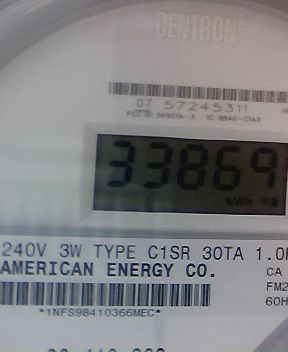 CENTRON®
07 57245311
33869
kWh
240V 3W TYPE C1SR 30TA 1.0
AMERICAN ENERGY CO.
CA
FM2
60H
*1NFS98410366MEC*